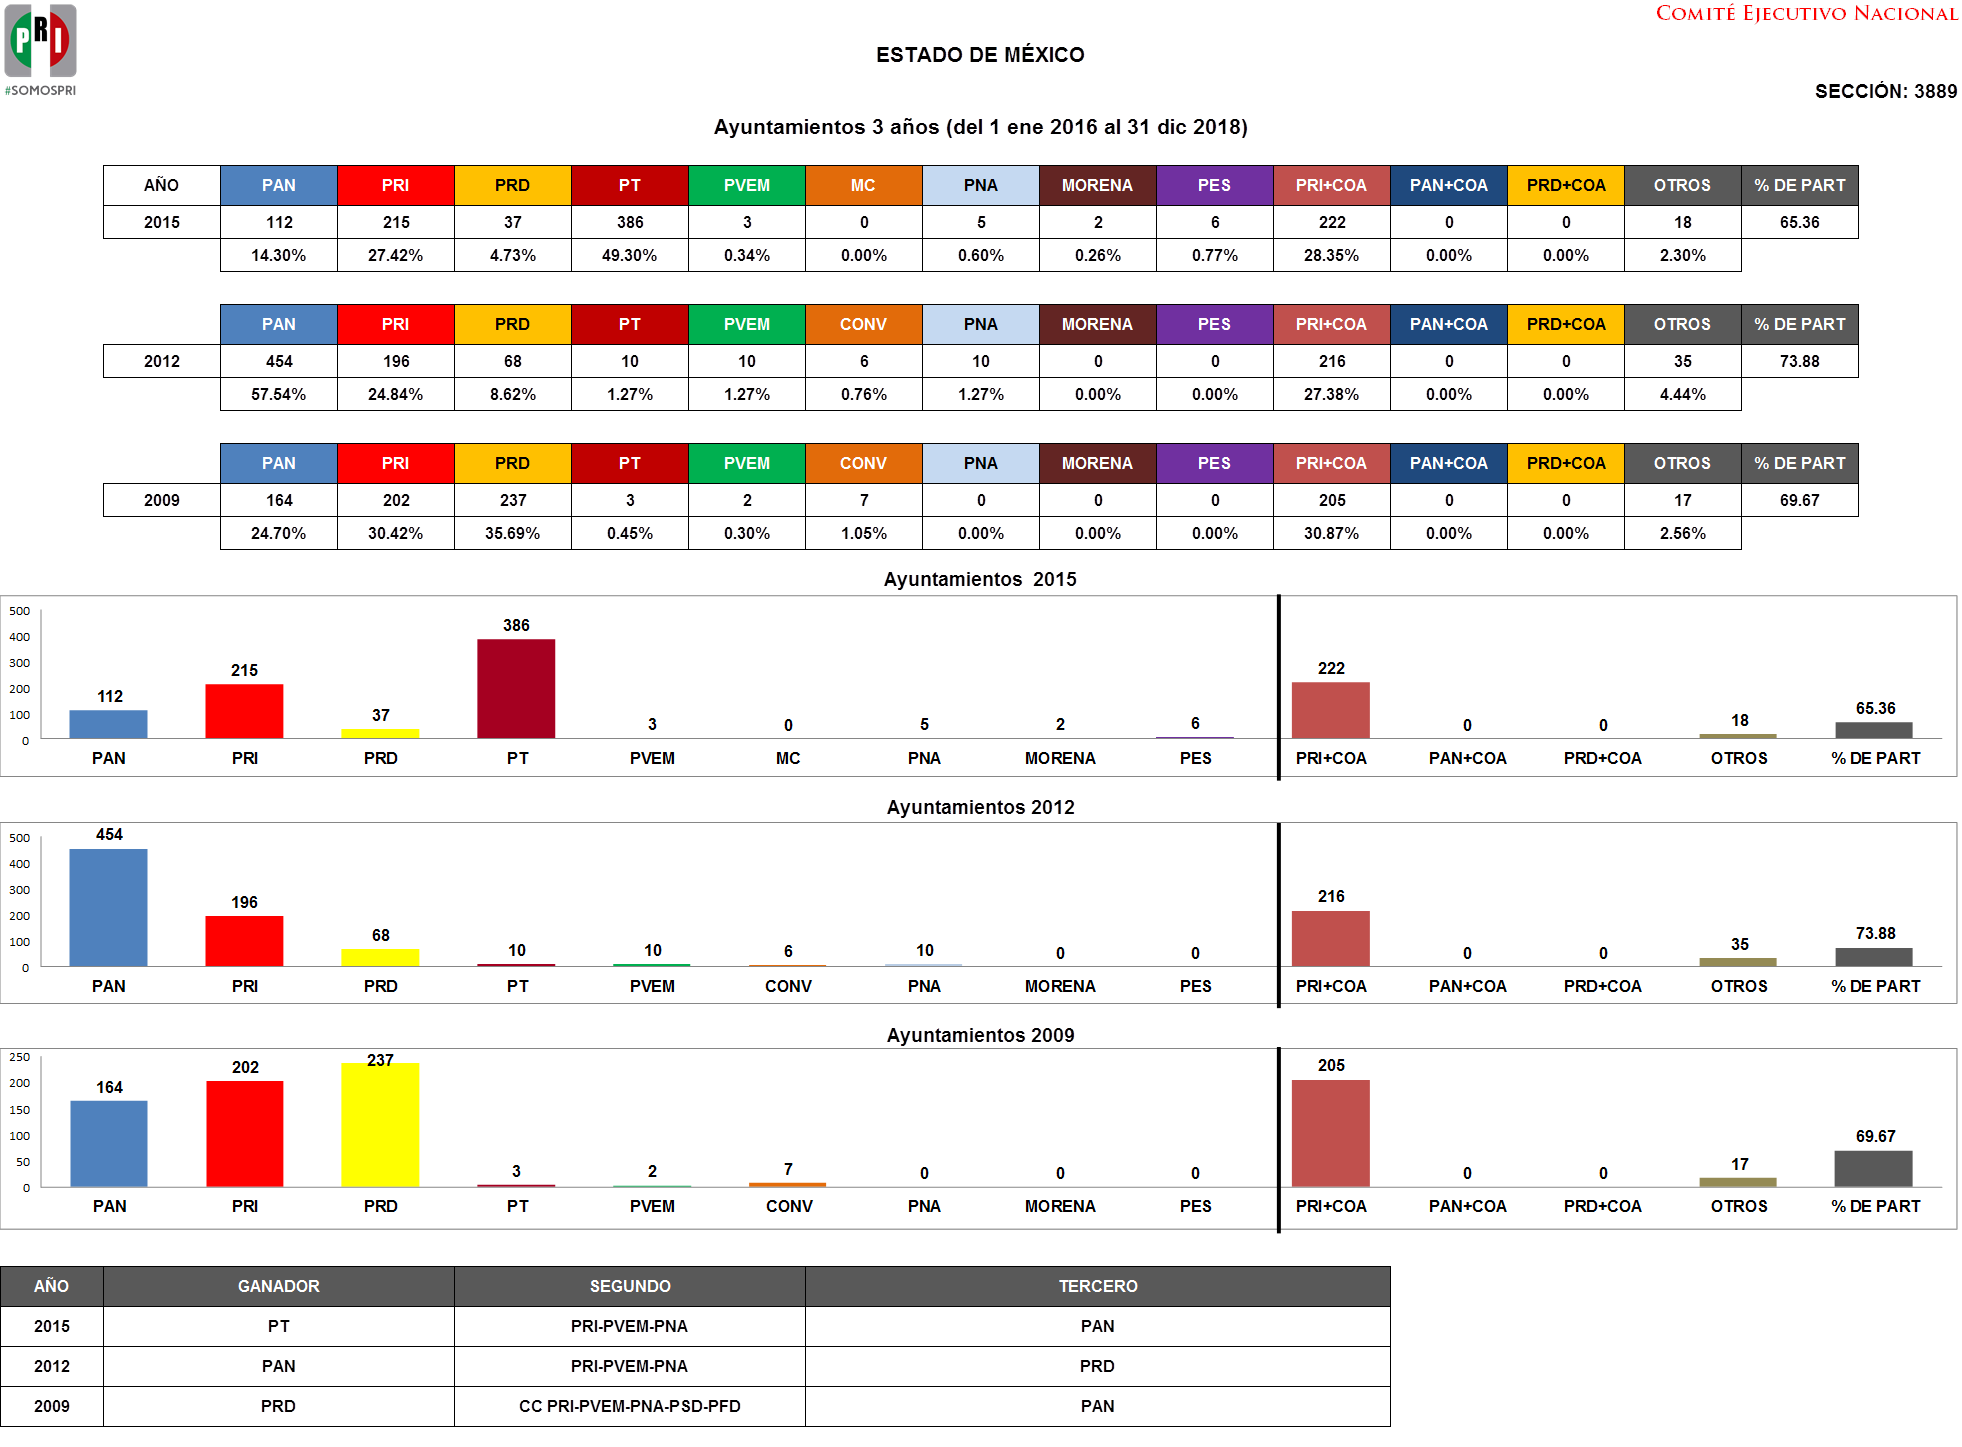 PRI
#SOMOSPRI
COMITÉ EJECUTIVO NACIONAL
ESTADO DE MÉXICO
SECCIÓN: 3889
Ayuntamientos 3 años (del 1 ene 2016 al 31 dic 2018)
AÑO PAN PRI PRD PT PVEM MC PNA MORENA PES PRI+COA PAN+COA PRD+COA OTROS % DE PART
2015 112 215 37 386 3 0 5 2 6 222 0 0 18 65.36
14.30% 27.42% 4.73% 49.30% 0.34% 0.00% 0.60% 0.26% 0.77% 28.35% 0.00% 0.00% 2.30%
PAN PRI PRD PT PVEM CONV PNA MORENA PES PRI+COA PAN+COA PRD+COA OTROS % DE PART
2012 454 196 68 10 10 6 10 0 0 216 0 0 35 73.88
57.54% 24.84% 8.62% 1.27% 1.27% 0.76% 1.27% 0.00% 0.00% 27.38% 0.00% 0.00% 4.44%
PAN PRI PRD PT PVEM CONV PNA MORENA PES PRI+COA PAN+COA PRD+COA OTROS % DE PART
2009 164 202 237 3 2 7 0 0 0 205 0 0 17 69.67
24.70% 30.42% 35.69% 0.45% 0.30% 1.05% 0.00% 0.00% 0.00% 30.87% 0.00% 0.00% 2.56%
Ayuntamientos 2015
500
400
300
200
100
0
112 215 37 386 3 0 5 2 6 222 0 0 18 65.36
PAN PRI PRD PT PVEM MC PNA MORENA PES PRI+COA PAN+COA PRD+COA OTROS % DE PART
Ayuntamientos 2012
500
400
300
200
100
0
454 196 68 10 10 6 10 0 0 216 0 0 35 73.88
PAN PRI PRD PT PVEM CONV PNA MORENA PES PRI+COA PAN+COA PRD+COA OTROS % DE PART
Ayuntamientos 2009
250
200
150
100
50
0
164 202 237 3 2 7 0 0 0 205 0 0 17 69.67
PAN PRI PRD PT PVEM CONV PNA MORENA PES PRI+COA PAN+COA PRD+COA OTROS % DE PART
AÑO GANADOR SEGUNDO TERCERO
2015 PT PRI-PVEM-PNA PAN
2012 PAN PRI-PVEM-PNA PRD
2009 PRD CC PRI-PVEM-PNA-PSD-PFD PAN